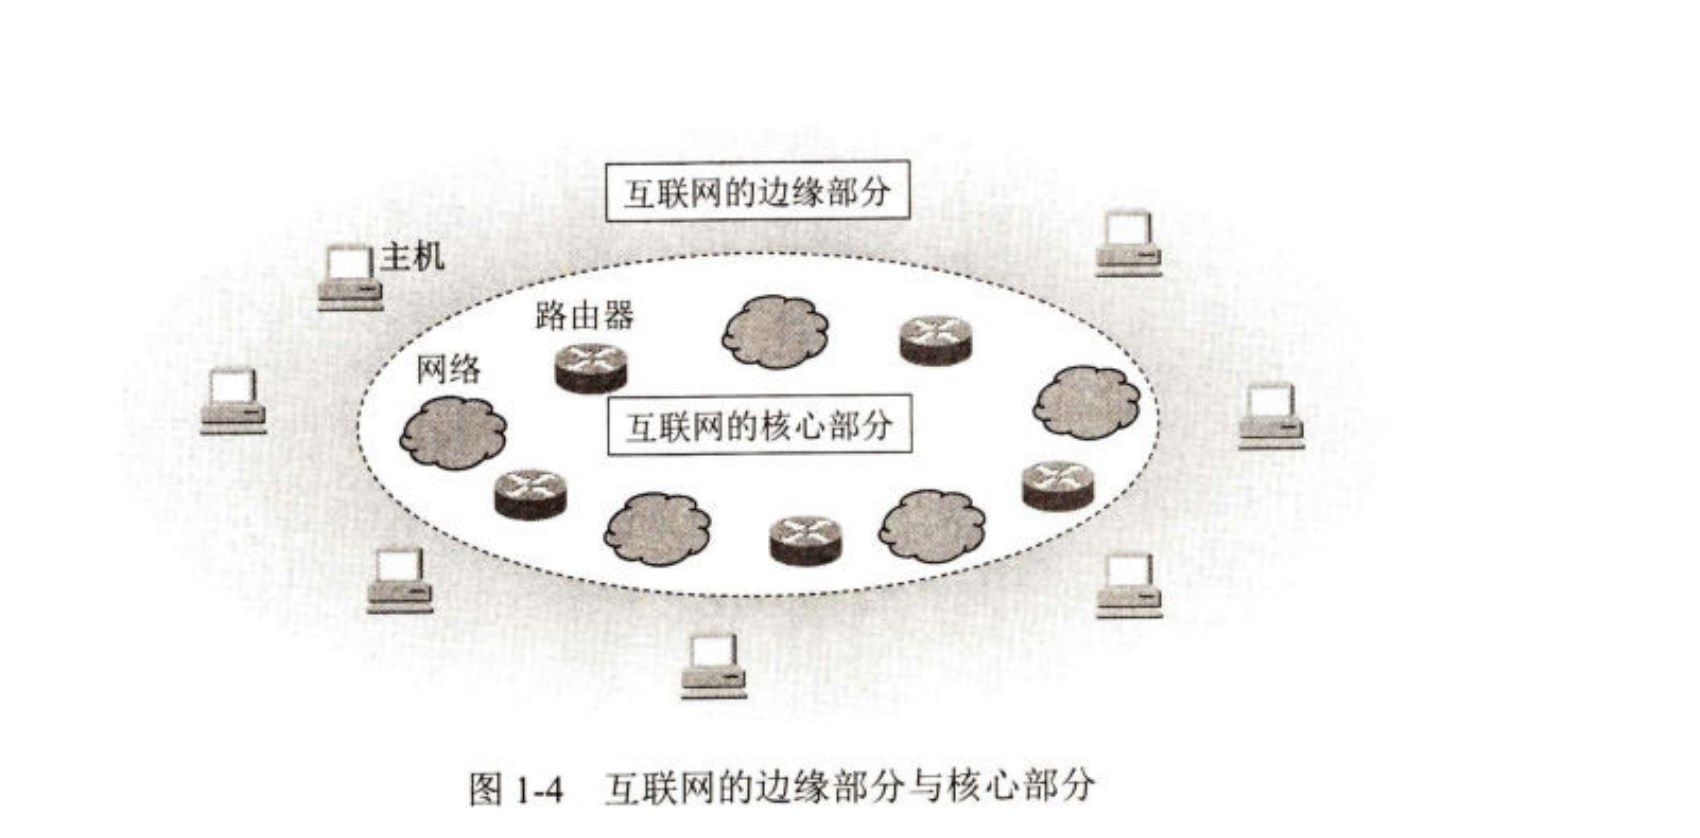 互联网的边缘部分
主机
路由器
网络
互联网的核心部分
图 1-4 互联网的边缘部分与核心部分